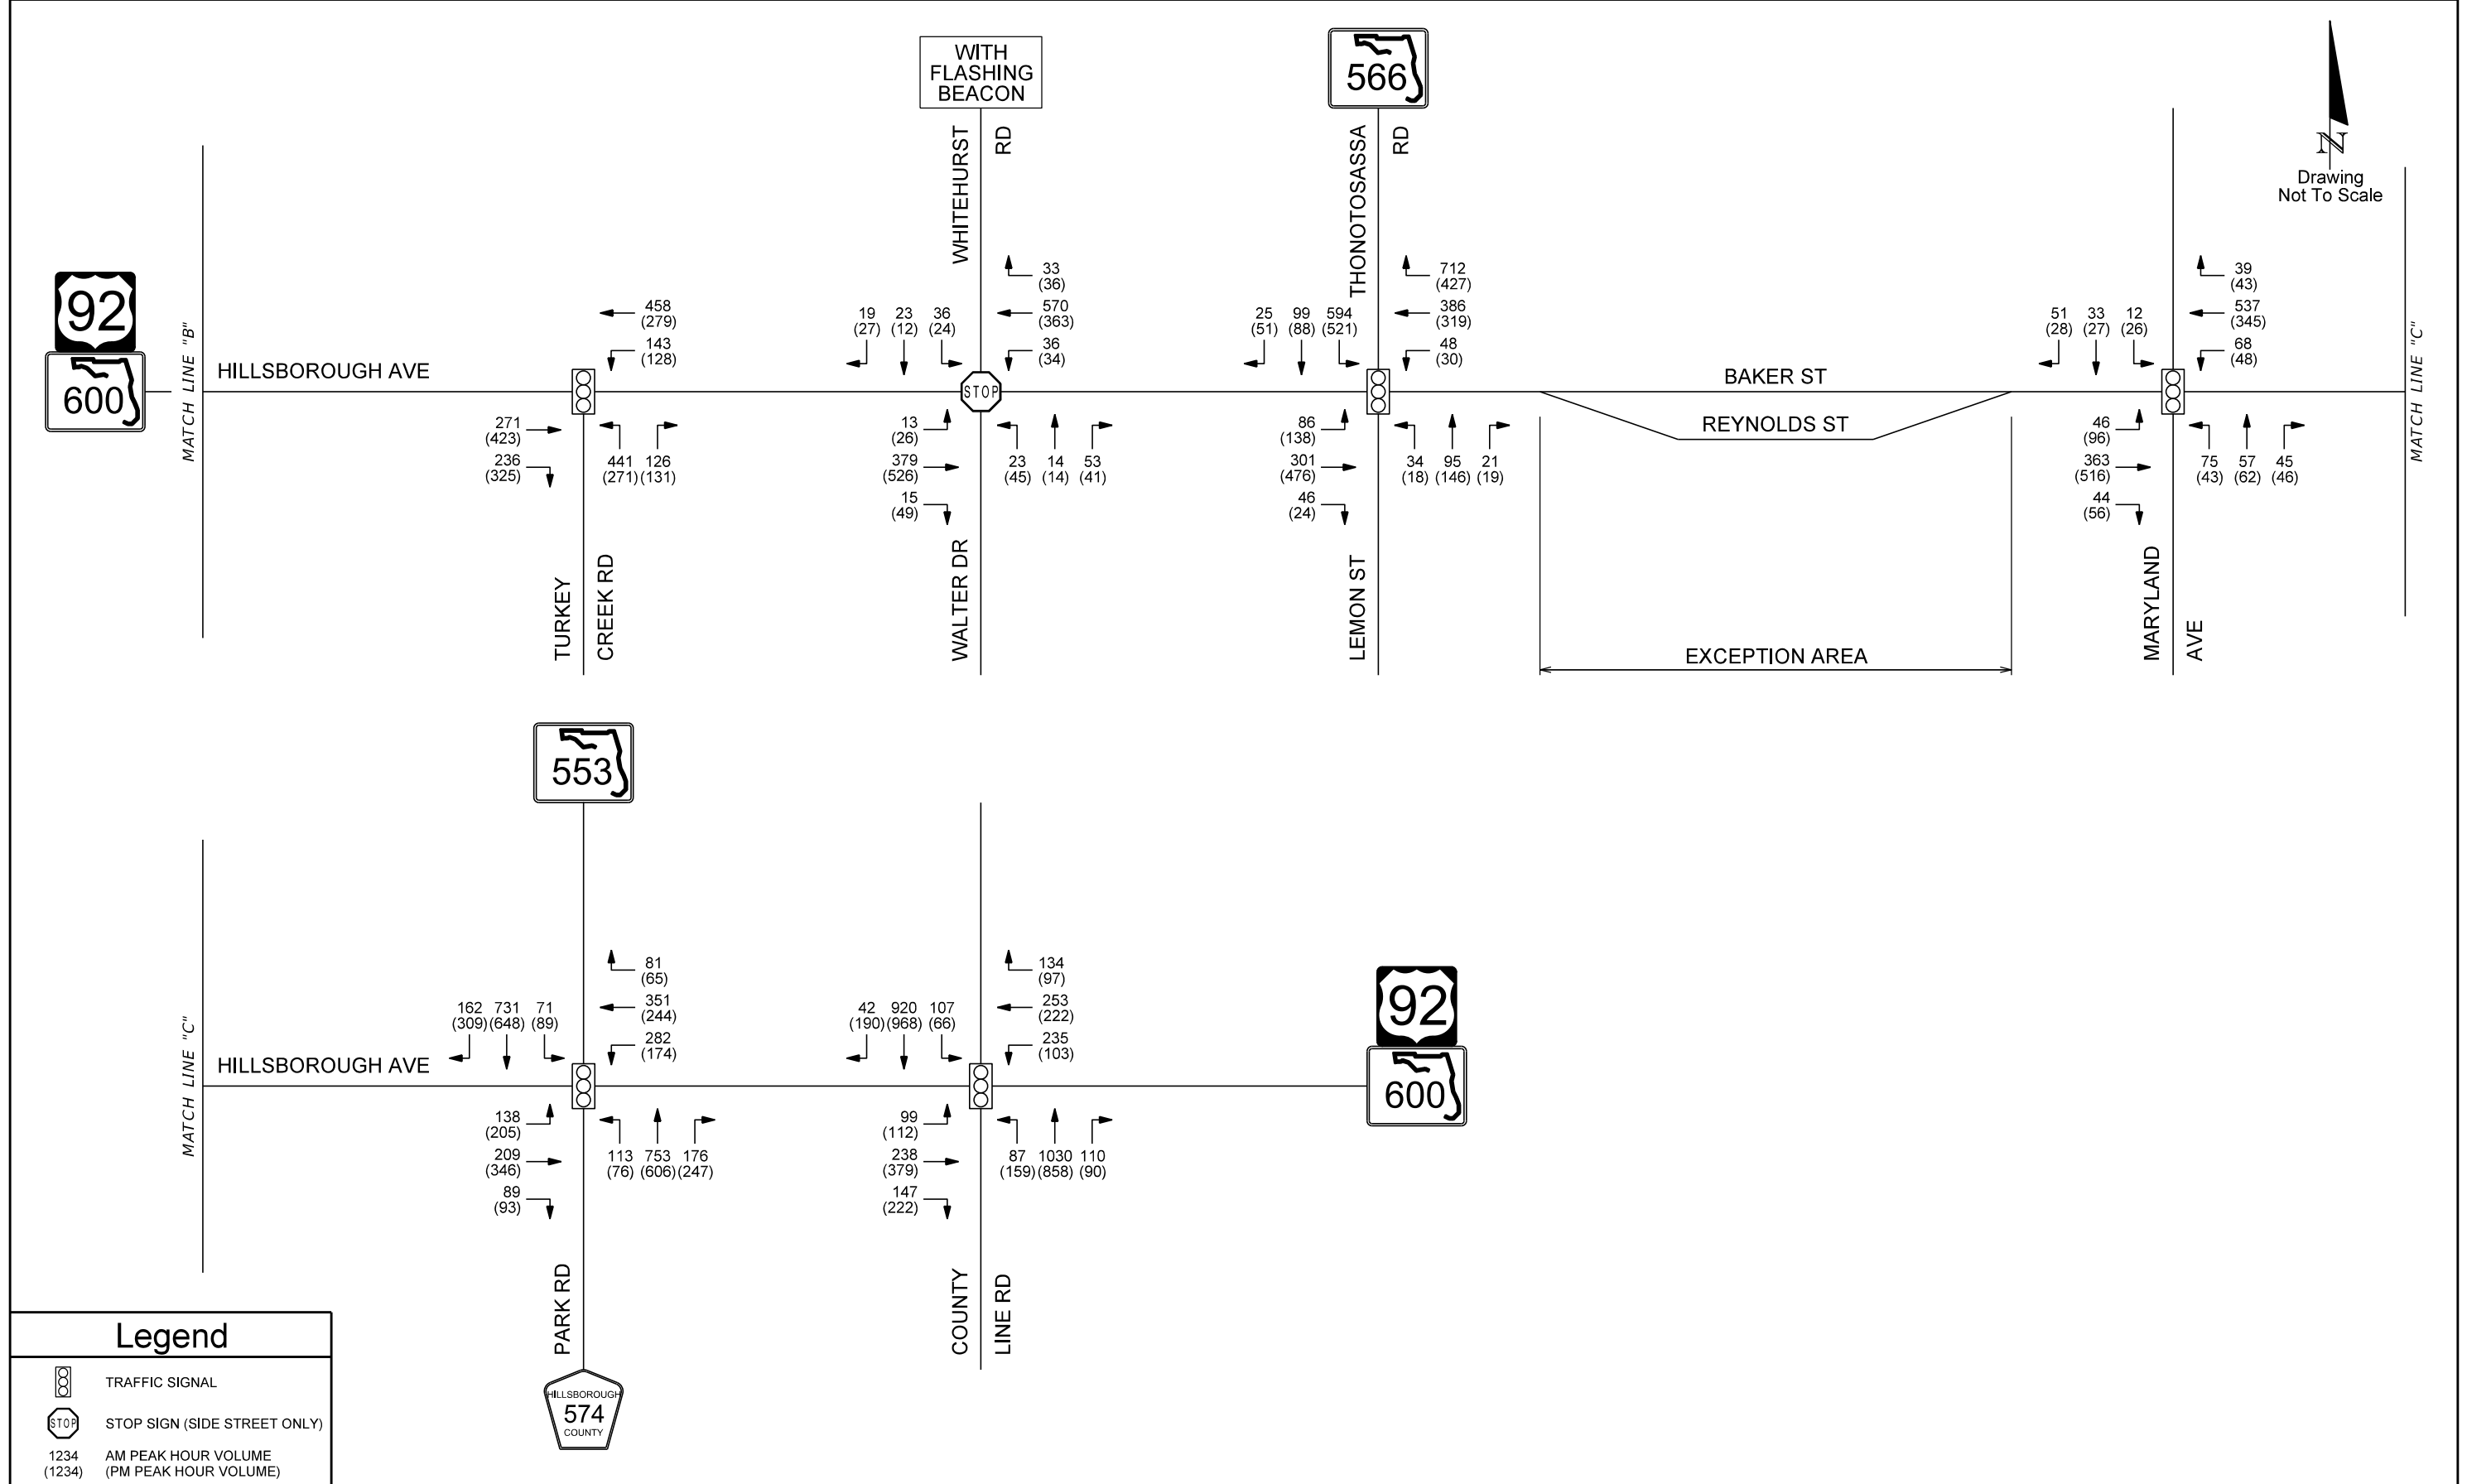 WITH
FLASHING
BEACON
566
WHITEHURST
RD
THONOTOSASSA
RD
N
Drawing
Not To Scale
92
600
MATCH LINE "B"
HILLSBOROUGH AVE
458
(279)
143
(128)
271
(423)
236
(325)
441 126
(271) (131)
TURKEY
CREEK RD
19 23 36
(27) (12) (24)
33
(36)
570
(363)
36
(34)
STOP
13
(26)
379
(526)
15
(49)
23 14 53
(45) (14) (41)
WALTER DR
25 99 594
(51) (88) (521)
712
(427)
386
(319)
48
(30)
86
(138)
301
(476)
46
(24)
34 95 21
(18) (146) (19)
LEMON ST
BAKER ST
REYNOLDS ST
EXCEPTION AREA
51 33 12
(28) (27) (26)
39
(43)
537
(345)
68
(48)
46
(96)
363
(516)
44
(56)
75 57 45
(43) (62) (46)
MARYLAND
AVE
MATCH LINE "C"
553
MATCH LINE "C"
HILLSBOROUGH AVE
162 731 71
(309) (648) (89)
81
(65)
351
(244)
282
(174)
138
(205)
209
(346)
89
(93)
113 753 176
(76) (606) (247)
PARK RD
HILLSBOROUGH
574
COUNTY
42 920 107
(190) (968) (66)
134
(97)
253
(222)
235
(103)
99
(112)
238
(379)
147
(222)
87 1030 110
(159) (858) (90)
COUNTY
LINE RD
92
600
Legend
TRAFFIC SIGNAL
STOP
STOP SIGN (SIDE STREET ONLY)
1234 AM PEAK HOUR VOLUME
(1234) (PM PEAK HOUR VOLUME)